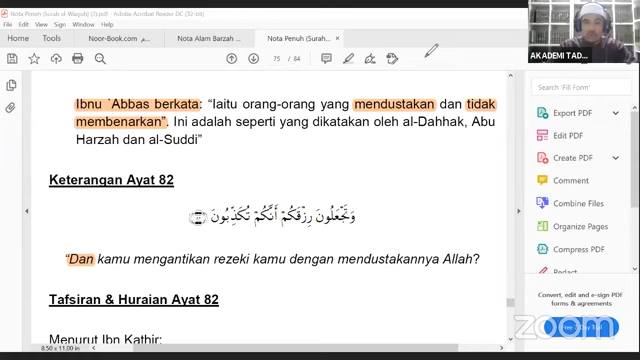 Nota Penuh (Surah al-Waqiah) (7).pdf - Adobe Acrobat Reader DC (32-bit)
File Edit View Sign Window Help
Home Tools Noor-Book.com Nota Alam Barzah Nota Penuh (Surah... ×
75 / 84
AKADEMI TAD...
Ibnu `Abbas berkata: “Iaitu orang-orang yang mendustakan dan tidak
membenarkan”. Ini adalah seperti yang dikatakan oleh al-Dahhak, Abu
Harzah dan al-Suddi”
Keterangan Ayat 82
وَتَجْعَلُونَ رِزْقَكُمْ أَنَّكُمْ تُكَذِّبُونَ
“Dan kamu mengantikan rezeki kamu dengan mendustakannya Allah?
Tafsiran & Huraian Ayat 82
Menurut Ibn Kathir:
8.50 x 11.00 in
Search 'Fill Form'
Export PDF
Edit PDF
Create PDF
Comment
Combine Files
Organize Pages
Compress PDF
Redact
Convert, edit and e-sign PDF
forms & agreements
Free 7-Day Trial
zoom